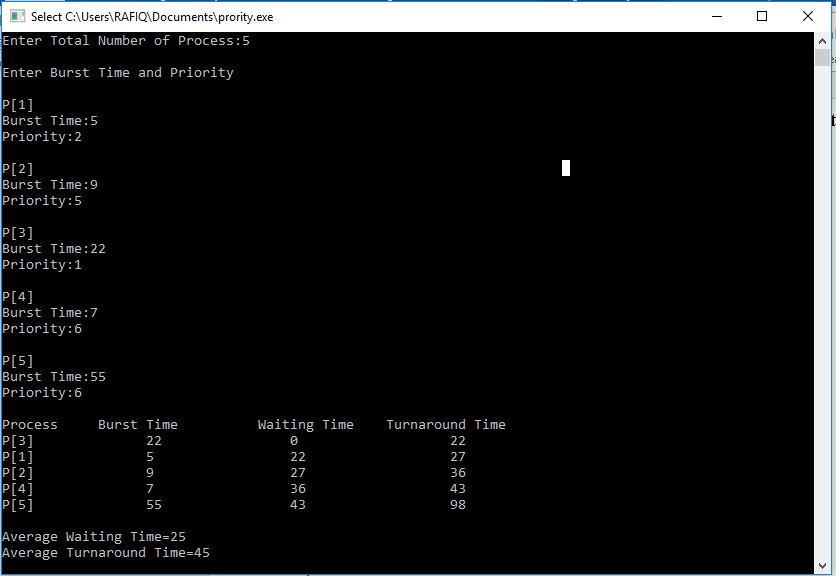 Select C:\Users\RAFIQ\Documents\prority.exe
Enter Total Number of Process:5
Enter Burst Time and Priority
P[1]
Burst Time:5
Priority:2
P[2]
Burst Time:9
Priority:5
P[3]
Burst Time:22
Priority:1
P[4]
Burst Time:7
Priority:6
P[5]
Burst Time:55
Priority:6
Process Burst Time Waiting Time Turnaround Time
P[3] 22 0 22
P[1] 5 22 27
P[2] 9 27 36
P[4] 7 36 43
P[5] 55 43 98
Average Waiting Time=25
Average Turnaround Time=45